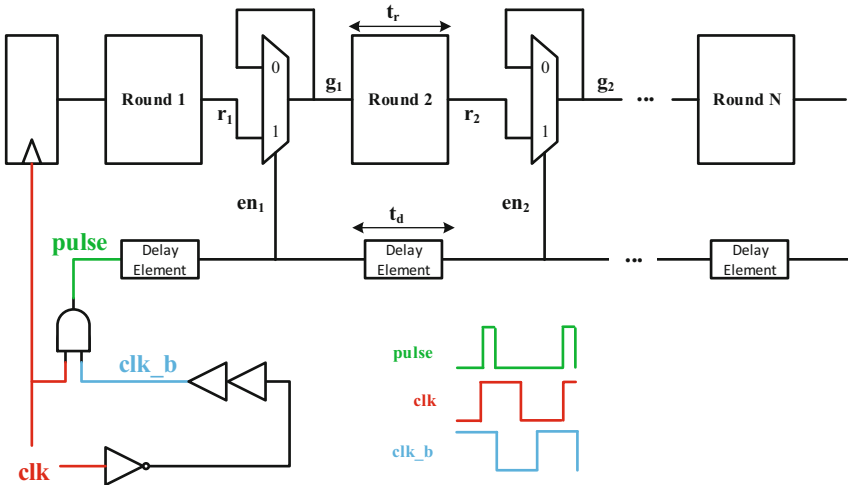 t_r
0
0
Round 1
g_1
Round 2
g_2
...
Round N
r_1
1
r_2
1
en_1
t_d
en_2
pulse
Delay
Element
Delay
Element
...
Delay
Element
clk_b
pulse
clk
clk_b
clk